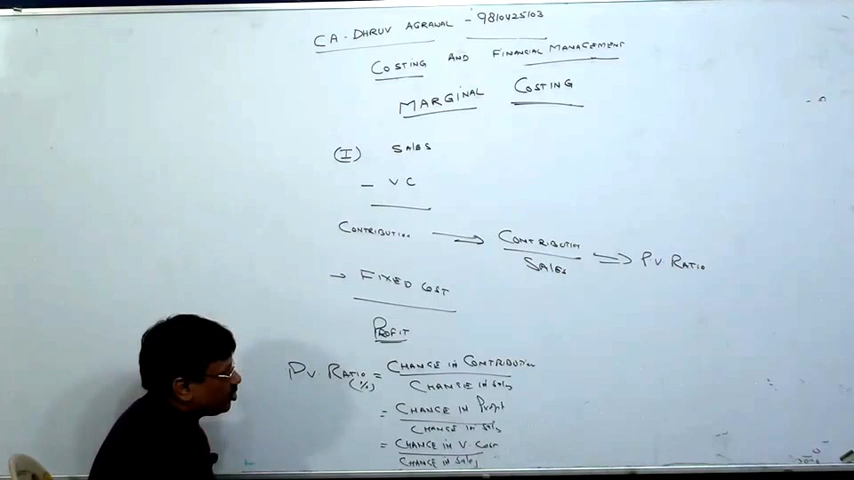 CA. DHRUV AGRAWAL - 9810425103
COSTING AND FINANCIAL MANAGEMENT
MARGINAL COSTING
(I) SALES
- VC
CONTRIBUTION → CONTRIBUTION / SALES ⇒ PV RATIO
→ FIXED COST
PROFIT
PV RATIO (%) = CHANGE IN CONTRIBUTION / CHANGE IN SALES
= CHANGE IN PROFIT / CHANGE IN SALES
= CHANGE IN V. COST / CHANGE IN SALES